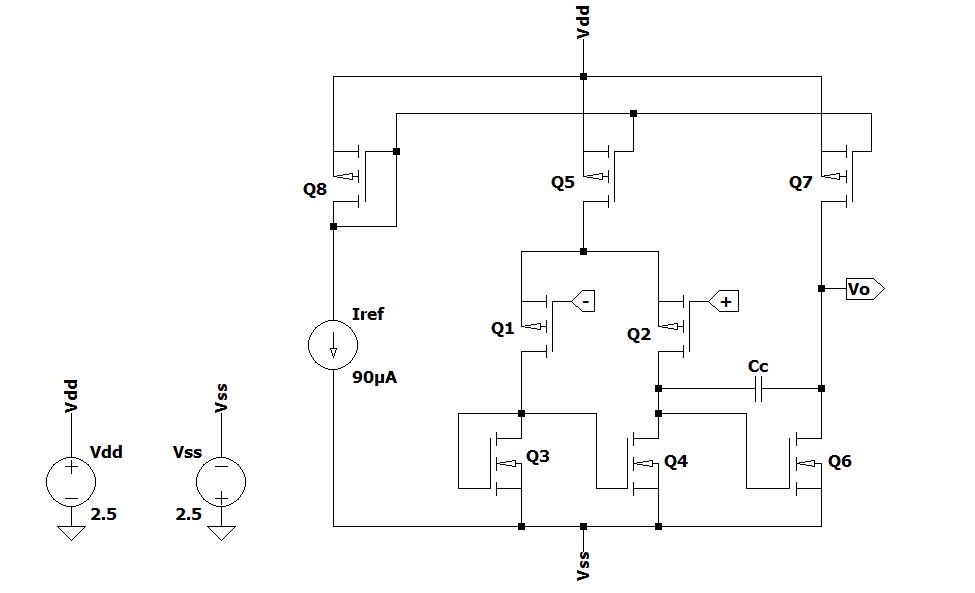 Vdd
Q8
Q5
Q7
Iref
90µA
Q1
-
Q2
+
Vo
Cc
Q3
Q4
Q6
Vdd
Vdd
+
-
2.5
Vss
Vss
-
+
2.5
Vss